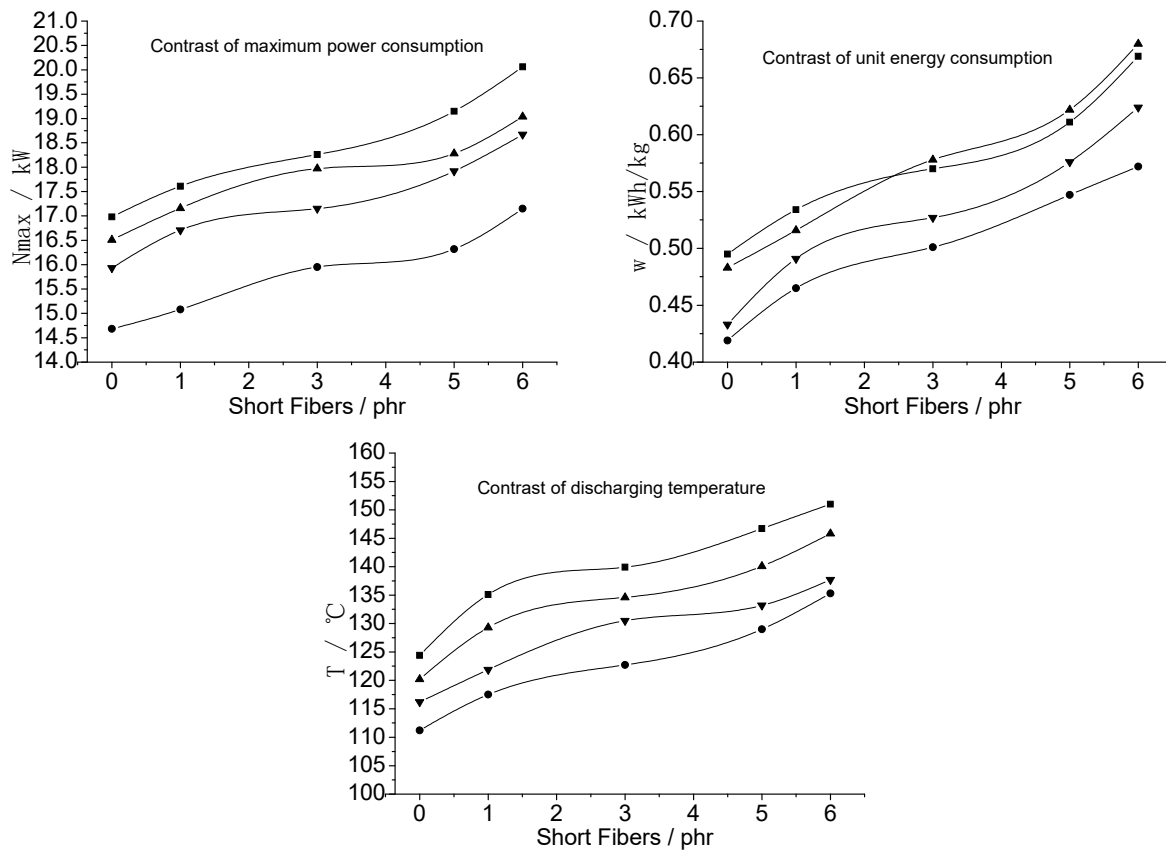 Contrast of maximum power consumption
Nmax / kW
21.0
20.5
20.0
19.5
19.0
18.5
18.0
17.5
17.0
16.5
16.0
15.5
15.0
14.5
14.0
0 1 3 4 5 6
Short Fibers / phr
Contrast of unit energy consumption
w / kWh/kg
0.70
0.65
0.60
0.55
0.50
0.45
0.40
0 1 3 4 5 6
Short Fibers / phr
Contrast of discharging temperature
T / ℃
160
155
150
145
140
135
130
125
120
115
110
105
100
0 1 2 3 4 5 6
Short Fibers / phr